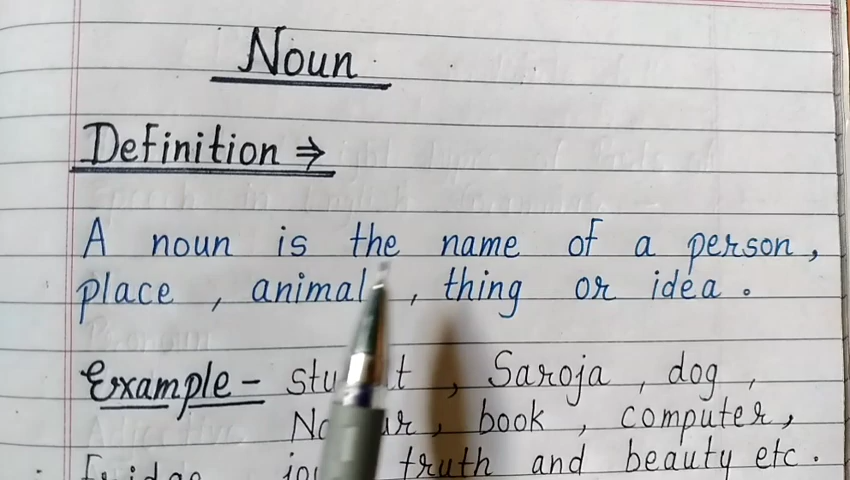 Noun
Definition ⇒
A noun is the name of a person,
place , animal , thing or idea .
Example - , Saroja , dog ,
, book , computer,
truth and beauty etc .